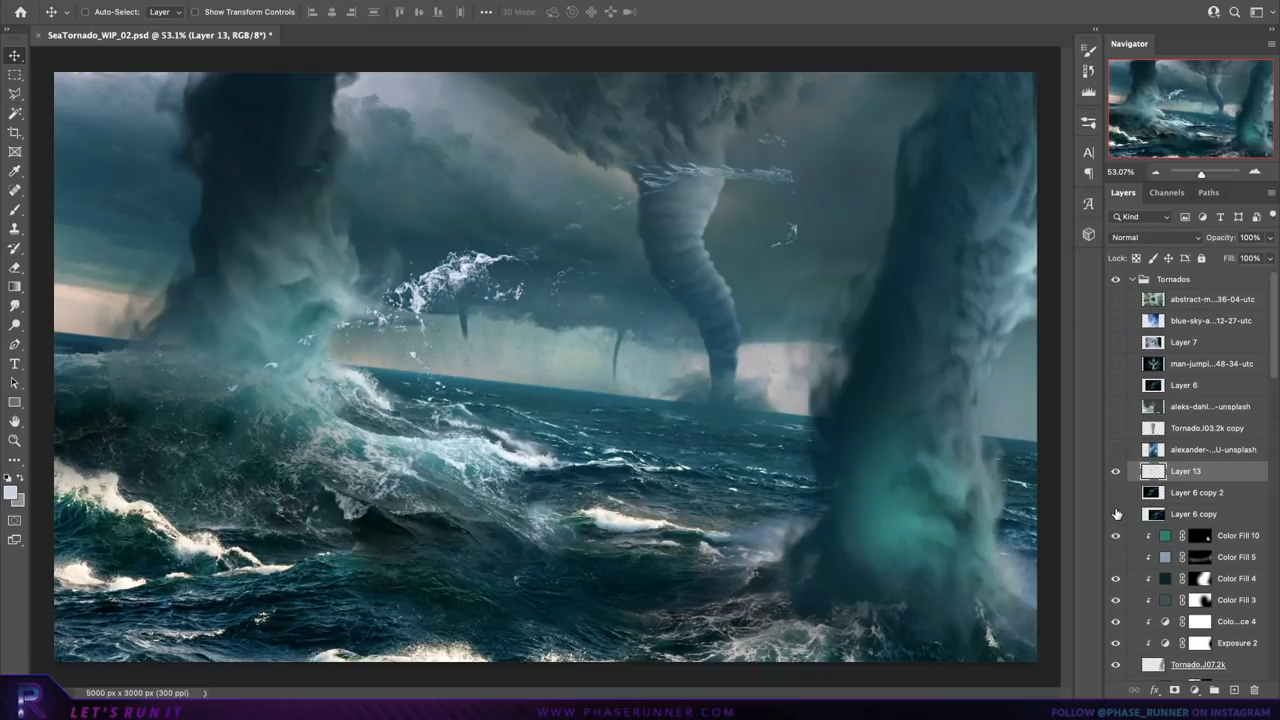 Auto-Select: Layer Show Transform Controls 3D Mode:
SeaTornado_WIP_02.psd @ 53.1% (Layer 13, RGB/8*) *
Navigator
53.07%
Layers Channels Paths
Kind
Normal Opacity: 100%
Lock: Fill: 100%
Tornados
abstract-m...36-04-utc
blue-sky-a...12-27-utc
Layer 7
man-jumpi...48-34-utc
Layer 6
aleks-dahl...-unsplash
Tornado.I03.2k copy
alexander-...U-unsplash
Layer 13
Layer 6 copy 2
Layer 6 copy
Color Fill 10
Color Fill 5
Color Fill 4
Color Fill 3
Colo...ce 4
Exposure 2
Tornado.J07.2k
5000 px x 3000 px (300 ppi)
LET'S RUN IT
WWW.PHASERUNNER.COM
FOLLOW @PHASE_RUNNER ON INSTAGRAM